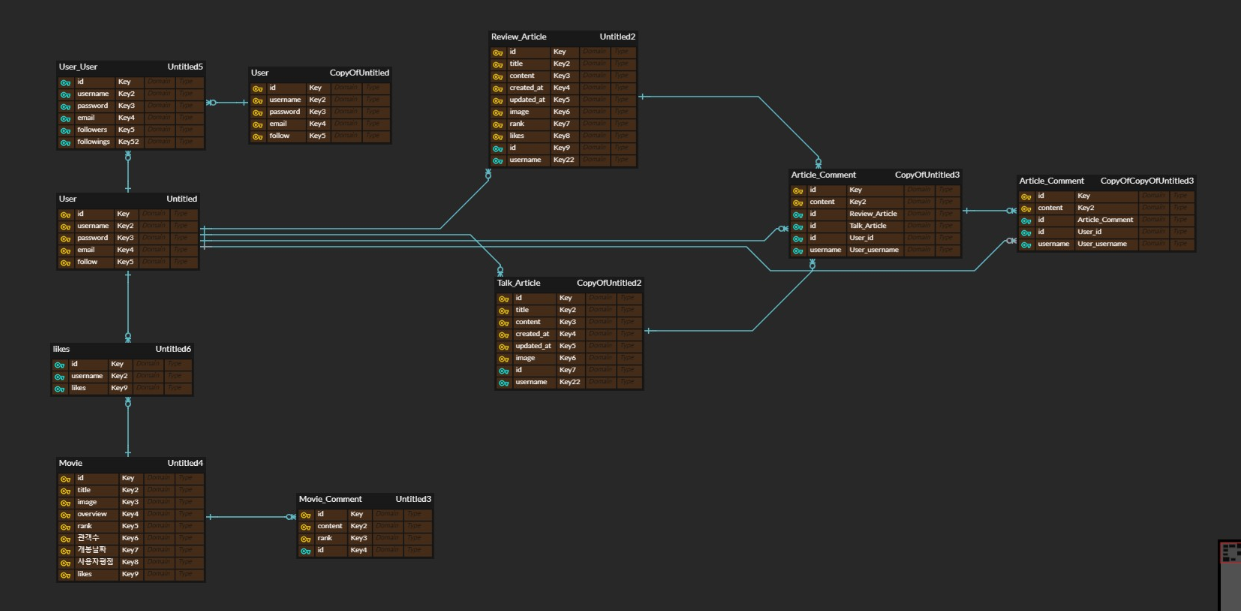 User_User Untitled5
id Key Domain Type
username Key2 Domain Type
password Key3 Domain Type
email Key4 Domain Type
followers Key5 Domain Type
followings Key52 Domain Type
User CopyOfUntitled
id Key Domain Type
username Key2 Domain Type
password Key3 Domain Type
email Key4 Domain Type
follow Key5 Domain Type
Review_Article Untitled2
id Key Domain Type
title Key2 Domain Type
content Key3 Domain Type
created_at Key4 Domain Type
updated_at Key5 Domain Type
image Key6 Domain Type
rank Key7 Domain Type
likes Key8 Domain Type
id Key9 Domain Type
username Key22 Domain Type
Article_Comment CopyOfUntitled3
id Key Domain Type
content Key2 Domain Type
id Review_Article Domain Type
id Talk_Article Domain Type
id User_id Domain Type
username User_username Domain Type
Article_Comment CopyOfCopyOfUntitled3
id Key Domain Type
content Key2 Domain Type
id Article_Comment Domain Type
id User_id Domain Type
username User_username Domain Type
User Untitled
id Key Domain Type
username Key2 Domain Type
password Key3 Domain Type
email Key4 Domain Type
follow Key5 Domain Type
Talk_Article CopyOfUntitled2
id Key Domain Type
title Key2 Domain Type
content Key3 Domain Type
created_at Key4 Domain Type
updated_at Key5 Domain Type
image Key6 Domain Type
id Key7 Domain Type
username Key22 Domain Type
likes Untitled6
id Key Domain Type
username Key2 Domain Type
likes Key9 Domain Type
Movie Untitled4
id Key Domain Type
title Key2 Domain Type
image Key3 Domain Type
overview Key4 Domain Type
rank Key5 Domain Type
관객수 Key6 Domain Type
개봉날짜 Key7 Domain Type
사용자평점 Key8 Domain Type
likes Key9 Domain Type
Movie_Comment Untitled3
id Key Domain Type
content Key2 Domain Type
rank Key3 Domain Type
id Key4 Domain Type